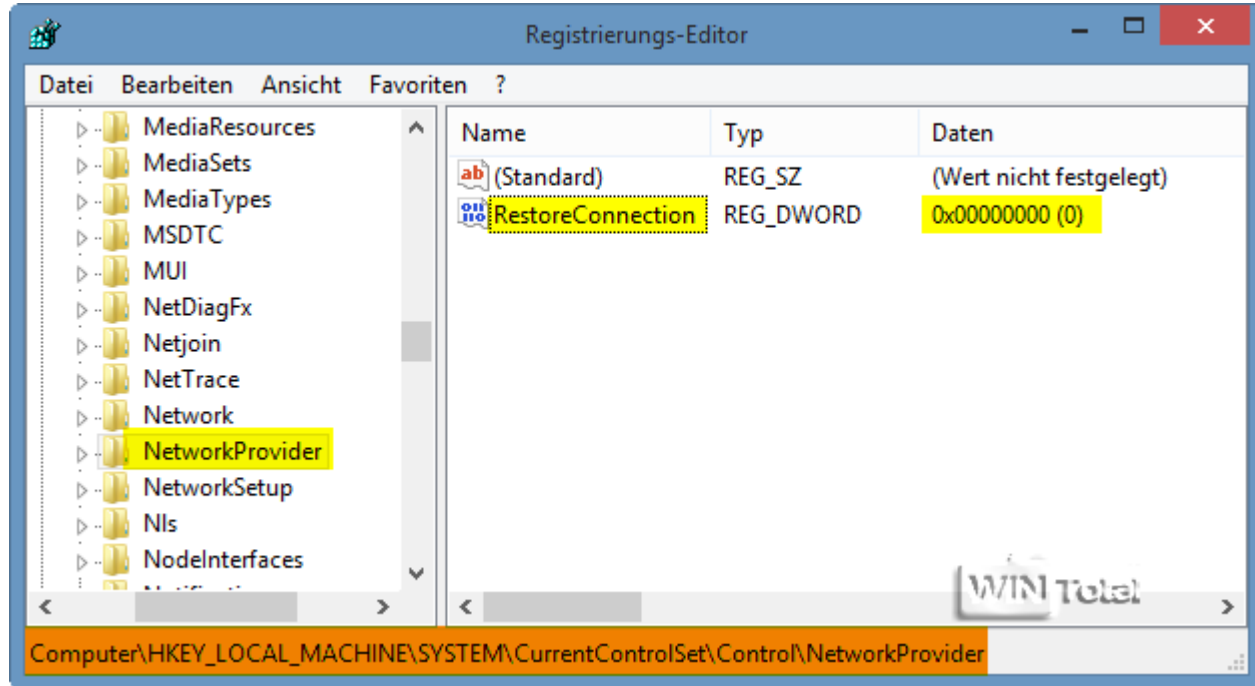 Registrierungs-Editor
Datei Bearbeiten Ansicht Favoriten ?
MediaResources
MediaSets
MediaTypes
MSDTC
MUI
NetDiagFx
Netjoin
NetTrace
Network
NetworkProvider
NetworkSetup
Nls
NodeInterfaces
Name Typ Daten
(Standard) REG_SZ (Wert nicht festgelegt)
RestoreConnection REG_DWORD 0x00000000 (0)
WIN Total
Computer\HKEY_LOCAL_MACHINE\SYSTEM\CurrentControlSet\Control\NetworkProvider